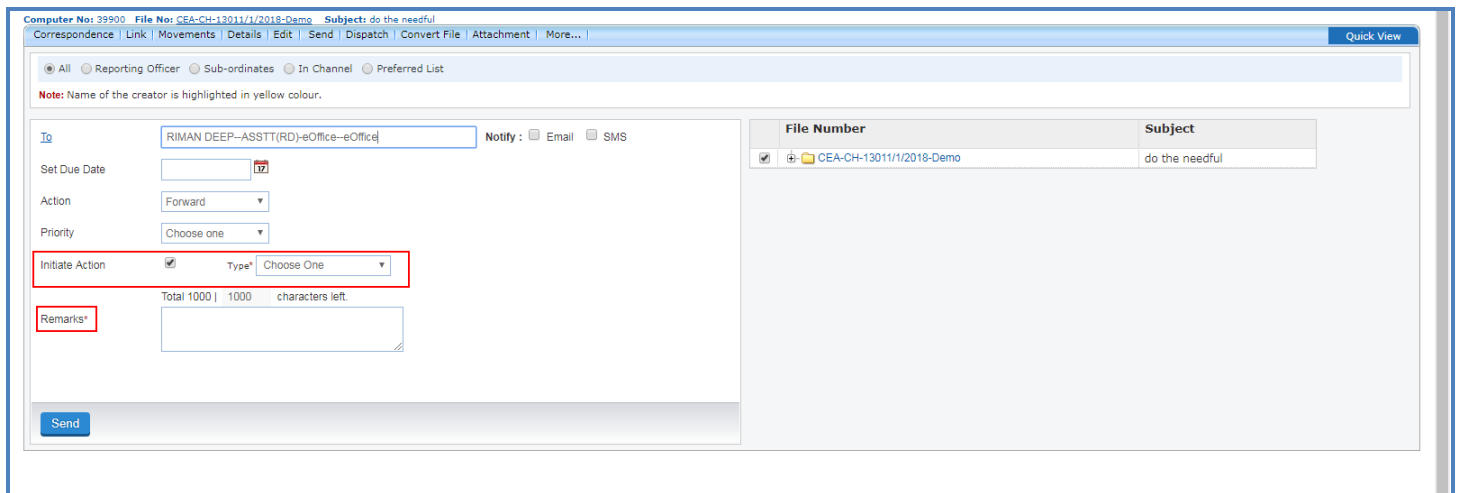 Computer No: 39900 File No: CEA-CH-13011/1/2018-Demo Subject: do the needful
Correspondence | Link | Movements | Details | Edit | Send | Dispatch | Convert File | Attachment | More... |
Quick View
All Reporting Officer Sub-ordinates In Channel Preferred List
Note: Name of the creator is highlighted in yellow colour.
To RIMAN DEEP--ASSTT(RD)-eOffice--eOffice Notify : Email SMS
Set Due Date 17
Action Forward
Priority Choose one
Initiate Action Type* Choose One
Total 1000 | 1000 characters left.
Remarks*
Send
File Number Subject
CEA-CH-13011/1/2018-Demo do the needful